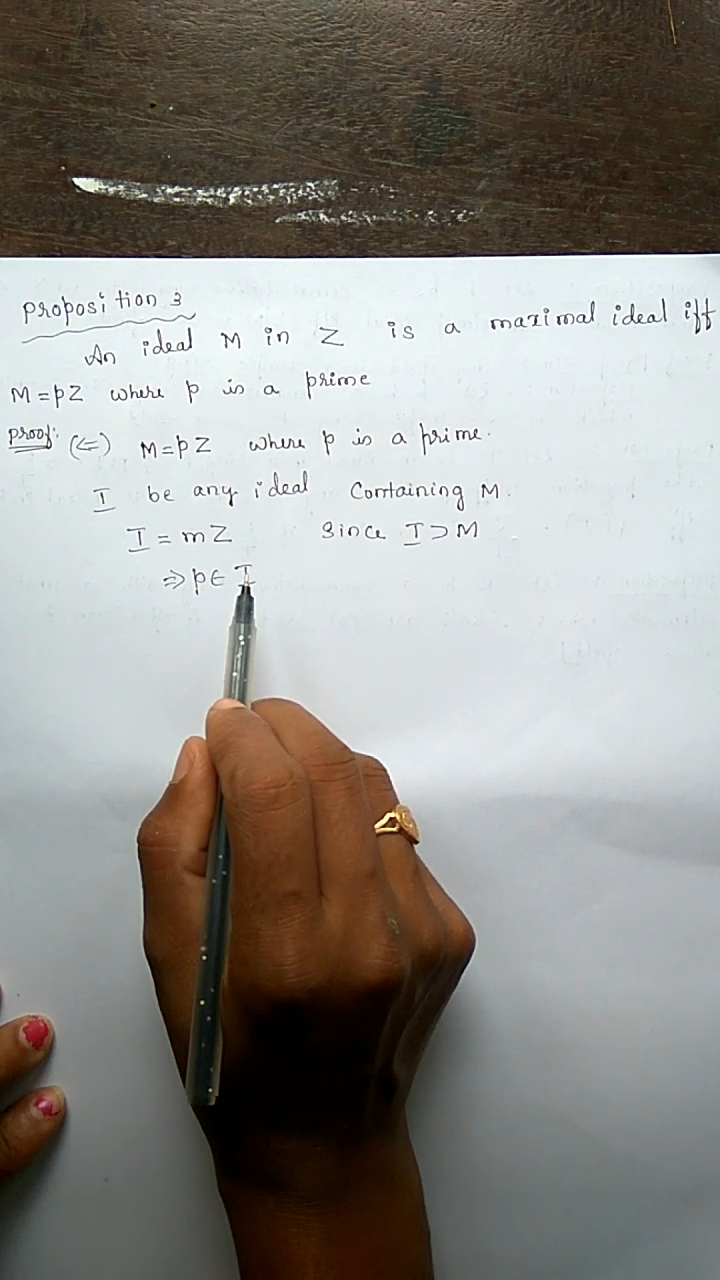 Proposition 3
An ideal M in Z is a maximal ideal iff
M = pZ where p is a prime
Proof: (⇐) M = pZ where p is a prime.
I be any ideal Containing M.
I = mZ Since I ⊃ M
⇒ p ∈ I